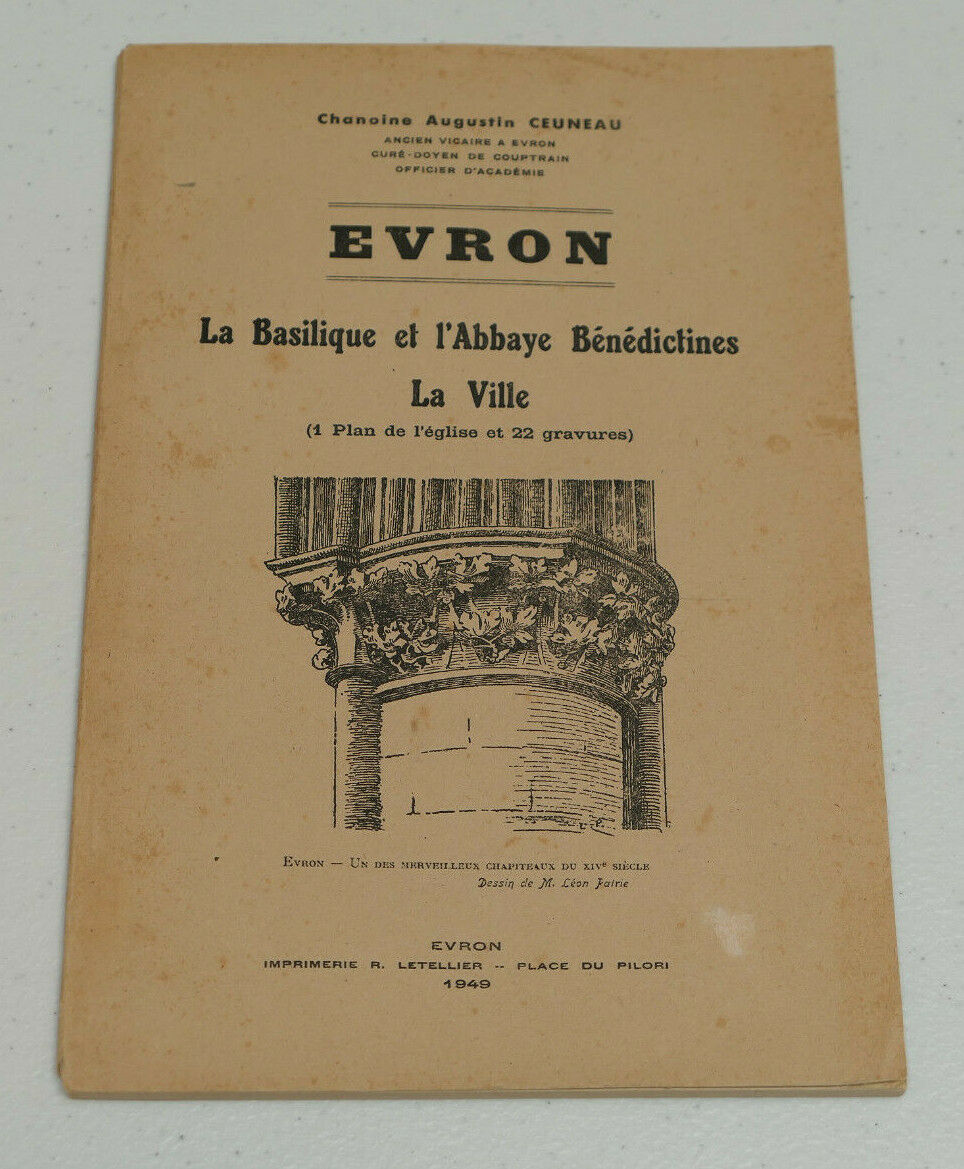 Chanoine Augustin CEUNEAU
ANCIEN VICAIRE A EVRON
CURÉ-DOYEN DE COUPTRAIN
OFFICIER D'ACADÉMIE
EVRON
La Basilique et l'Abbaye Bénédictines
La Ville
(1 Plan de l'église et 22 gravures)
EVRON — UN DES MERVEILLEUX CHAPITEAUX DU XIVe SIÈCLE
Dessin de M. Léon Fairie
EVRON
IMPRIMERIE R. LETELLIER -- PLACE DU PILORI
1949